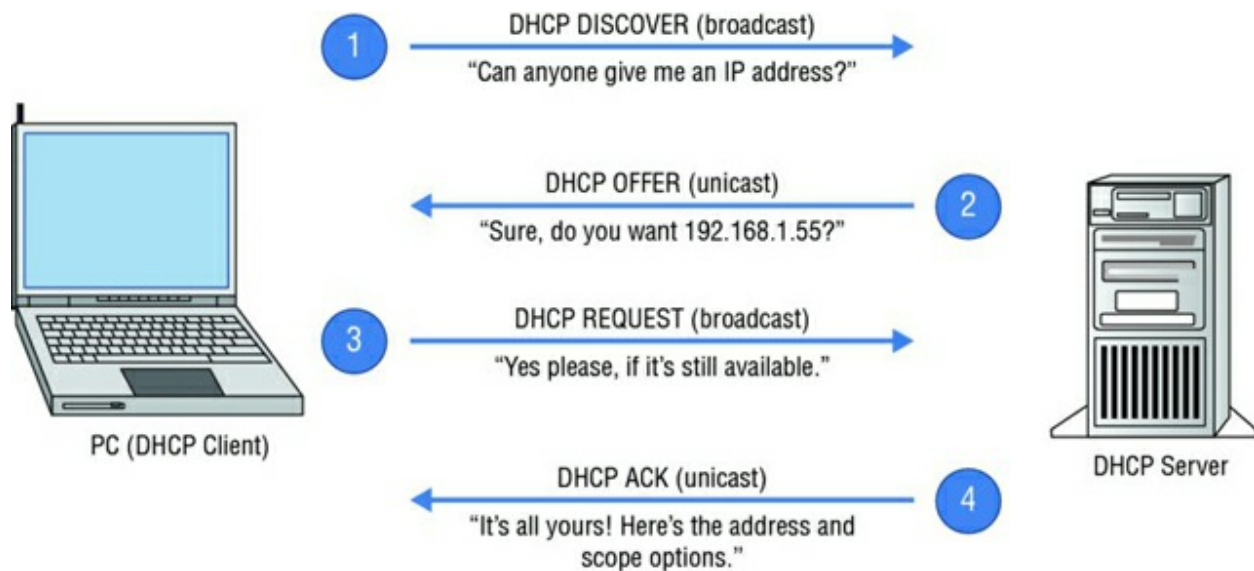 1
DHCP DISCOVER (broadcast)
“Can anyone give me an IP address?”
DHCP OFFER (unicast)
2
“Sure, do you want 192.168.1.55?”
DHCP REQUEST (broadcast)
3
“Yes please, if it’s still available.”
PC (DHCP Client)
DHCP Server
DHCP ACK (unicast)
4
“It’s all yours! Here’s the address and
scope options.”